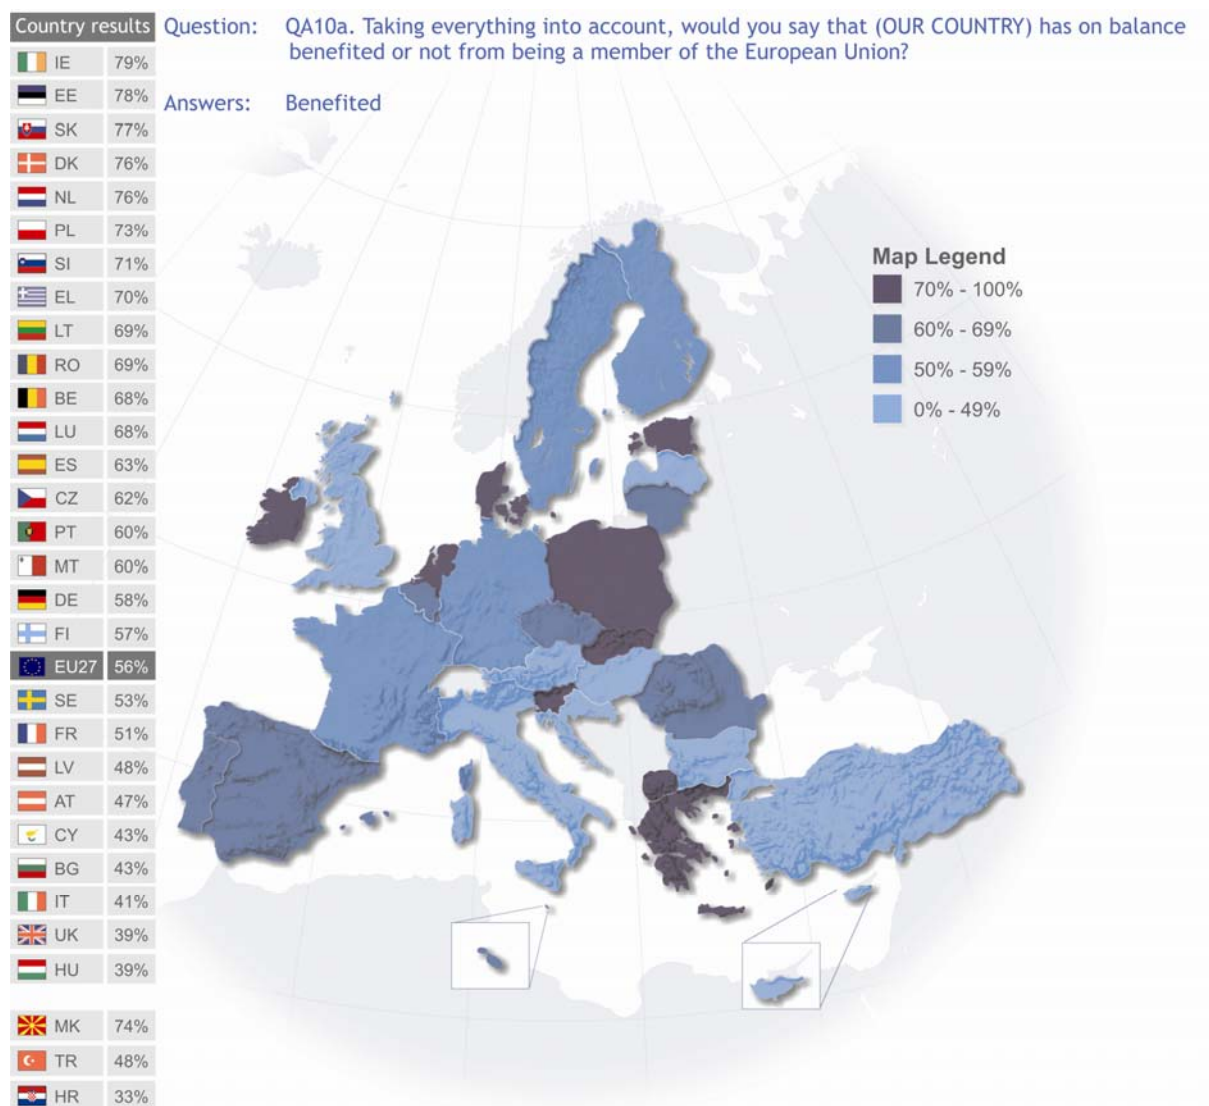 Country results
Question: QA10a. Taking everything into account, would you say that (OUR COUNTRY) has on balance
benefited or not from being a member of the European Union?
Answers: Benefited
IE 79%
EE 78%
SK 77%
DK 76%
NL 76%
PL 73%
SI 71%
EL 70%
LT 69%
RO 69%
BE 68%
LU 68%
ES 63%
CZ 62%
PT 60%
MT 60%
DE 58%
FI 57%
EU27 56%
SE 53%
FR 51%
LV 48%
AT 47%
CY 43%
BG 43%
IT 41%
UK 39%
HU 39%
MK 74%
TR 48%
HR 33%
Map Legend
70% - 100%
60% - 69%
50% - 59%
0% - 49%